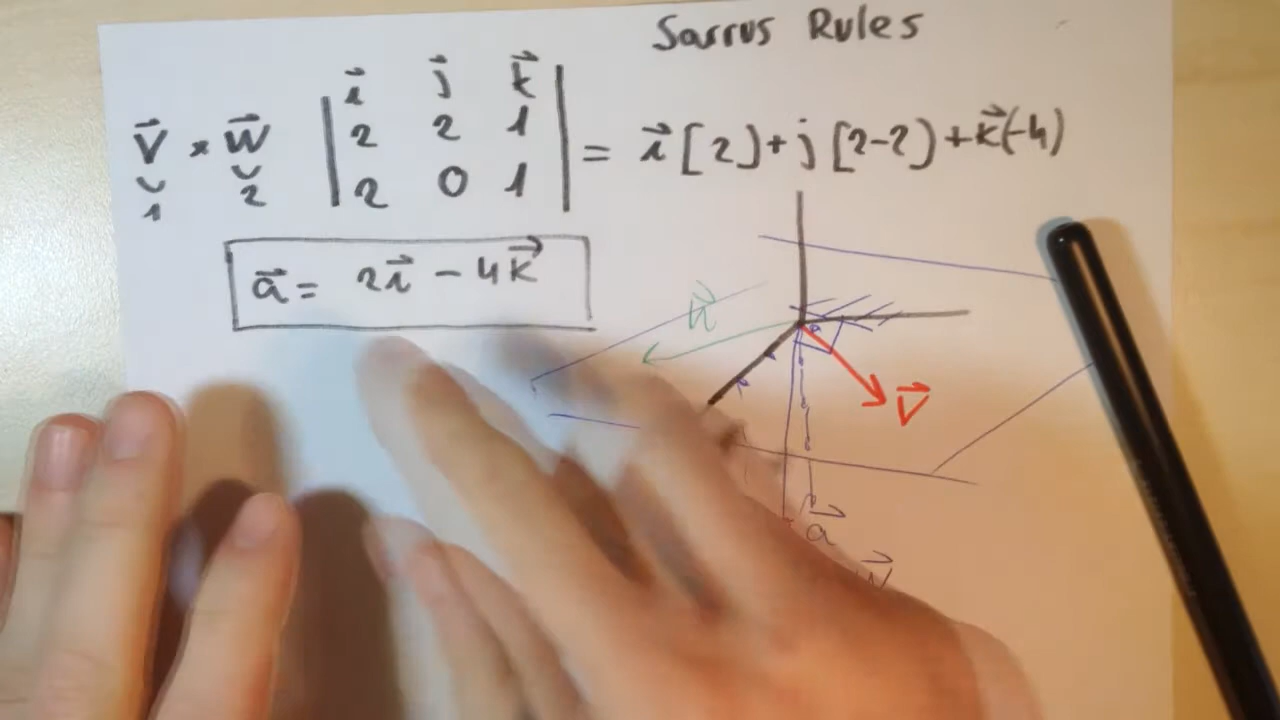 Sarrus Rules
V⃗ × W⃗ | i⃗ j⃗ k⃗ |
| 2 2 1 | = i⃗ [2) + j [2-2) + k⃗(-4)
1 2 | 2 0 1 |
a⃗ = 2i⃗ - 4k⃗
n⃗
V⃗
a⃗
W⃗